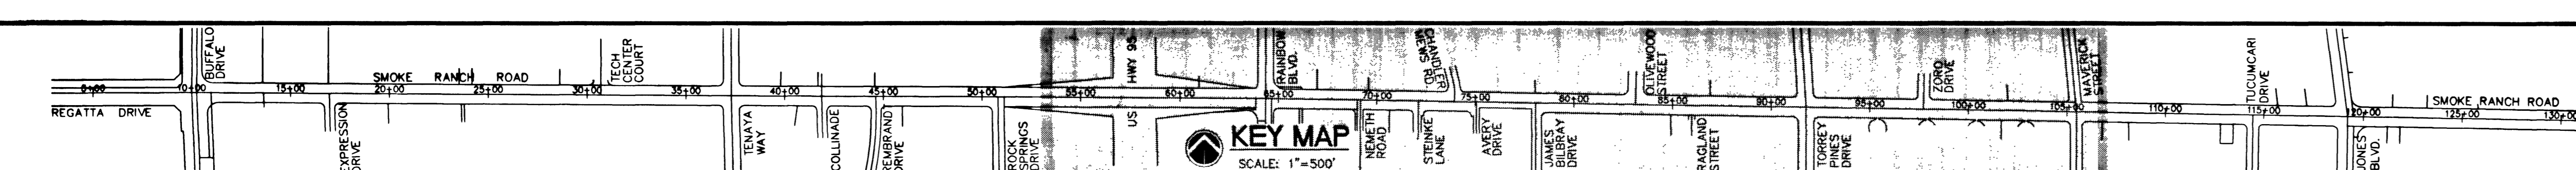 BUFFALO
DRIVE
TECH
CENTER
COURT
US HWY 95
RAINBOW
BLVD.
CHANDLER
MEWS RD.
OLIVEWOOD
STREET
ZORO
DRIVE
MAVERICK
STREET
TUCUMCARI
DRIVE
SMOKE RANCH ROAD
SMOKE RANCH ROAD
0+00 10+00 15+00 20+00 25+00 30+00 35+00 40+00 45+00 50+00 55+00 60+00 65+00 70+00 75+00 80+00 85+00 90+00 95+00 100+00 105+00 110+00 115+00 120+00 125+00 130+00
REGATTA DRIVE
EXPRESSION
DRIVE
TENAYA
WAY
COLLINADE
REMBRANDT
DRIVE
ROCK
SPRINGS
DRIVE
KEY MAP
SCALE: 1"=500'
NEMETH
ROAD
STEINKE
LANE
AVERY
DRIVE
JAMES
BILBRAY
DRIVE
RAGLAND
STREET
TORREY
PINES
DRIVE
JONES
BLVD.